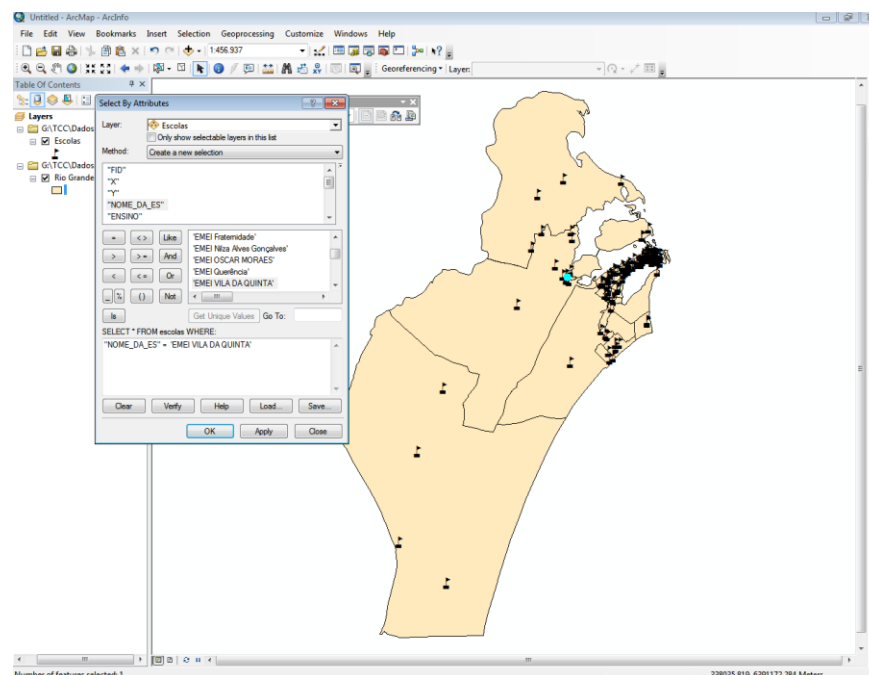 Untitled - ArcMap - ArcInfo
File Edit View Bookmarks Insert Selection Geoprocessing Customize Windows Help
1:456.937
Georeferencing Layer:
Table Of Contents
Layers
G:\TCC\Dados
Escolas
G:\TCC\Dados
Rio Grande
Select By Attributes
Layer: Escolas
Only show selectable layers in this list
Method: Create a new selection
"FID"
"X"
"Y"
"NOME_DA_ES"
"ENSINO"
= <> Like
> >= And
< <= Or
_ % () Not
Is
'EMEI Fraternidade'
'EMEI Nilza Alves Gonçalves'
'EMEI OSCAR MORAES'
'EMEI Querência'
'EMEI VILA DA QUINTA'
Get Unique Values Go To:
SELECT * FROM escolas WHERE:
"NOME_DA_ES" = 'EMEI VILA DA QUINTA'
Clear Verify Help Load... Save...
OK Apply Close
Number of features selected: 1